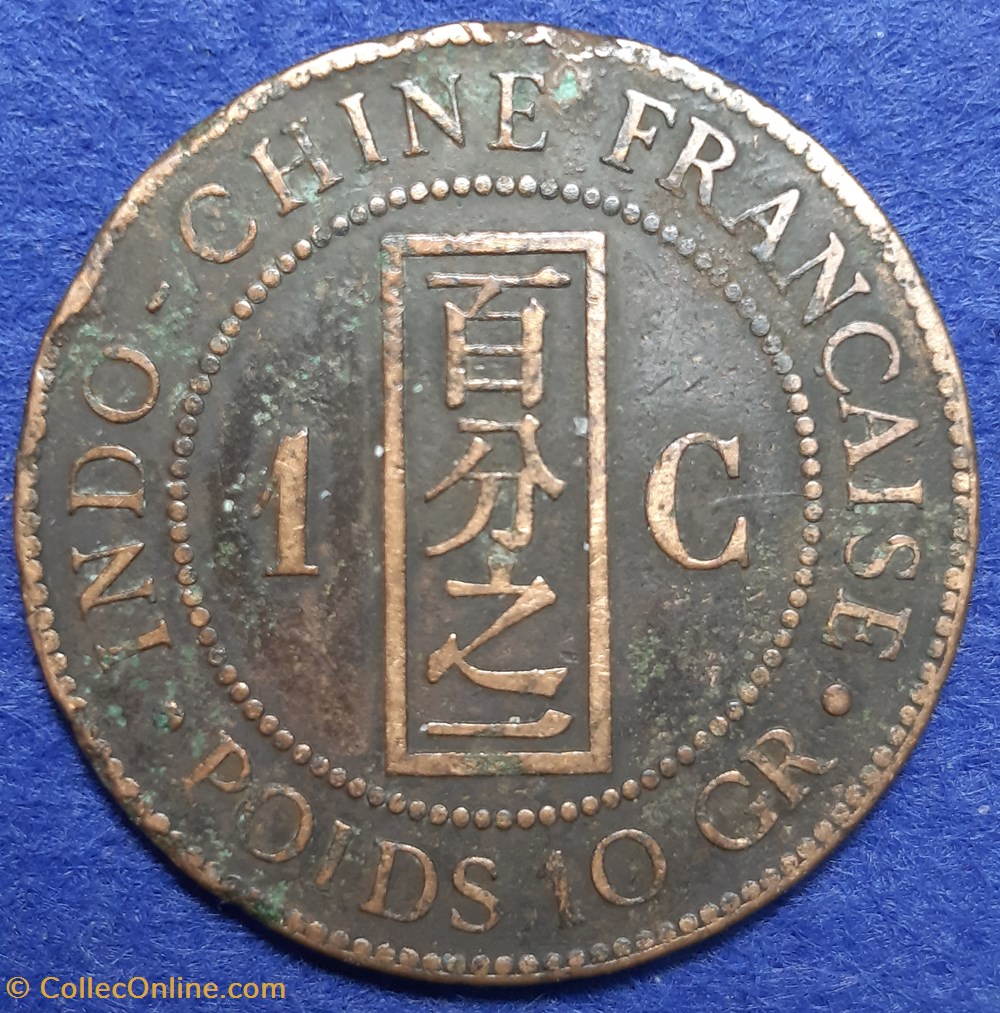 INDO-CHINE FRANÇAISE
1 C
百分之一
• POIDS 10 GR •
© CollecOnline.com